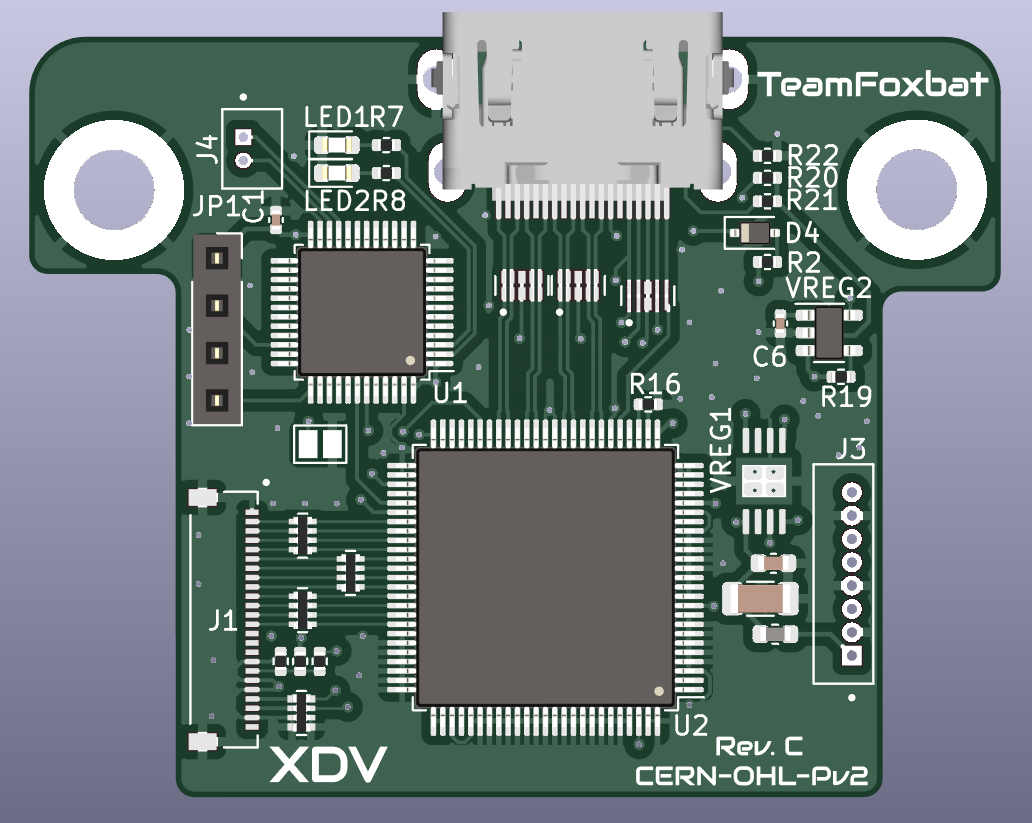 TeamFoxbat
LED1R7
J4
LED2R8
JP1
C1
R22
R20
R21
D4
R2
VREG2
C6
R19
U1
R16
VREG1
J3
J1
U2
XDV
Rev. C
CERN-OHL-Pv2